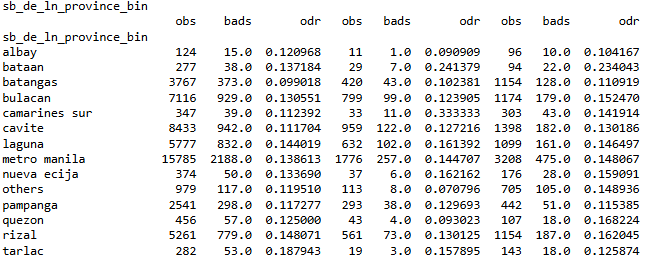 sb_de_ln_province_bin
obs bads odr obs bads odr obs bads odr
sb_de_ln_province_bin
albay 124 15.0 0.120968 11 1.0 0.090909 96 10.0 0.104167
bataan 277 38.0 0.137184 29 7.0 0.241379 94 22.0 0.234043
batangas 3767 373.0 0.099018 420 43.0 0.102381 1154 128.0 0.110919
bulacan 7116 929.0 0.130551 799 99.0 0.123905 1174 179.0 0.152470
camarines sur 347 39.0 0.112392 33 11.0 0.333333 303 43.0 0.141914
cavite 8433 942.0 0.111704 959 122.0 0.127216 1398 182.0 0.130186
laguna 5777 832.0 0.144019 632 102.0 0.161392 1099 161.0 0.146497
metro manila 15785 2188.0 0.138613 1776 257.0 0.144707 3208 475.0 0.148067
nueva ecija 374 50.0 0.133690 37 6.0 0.162162 176 28.0 0.159091
others 979 117.0 0.119510 113 8.0 0.070796 705 105.0 0.148936
pampanga 2541 298.0 0.117277 293 38.0 0.129693 442 51.0 0.115385
quezon 456 57.0 0.125000 43 4.0 0.093023 107 18.0 0.168224
rizal 5261 779.0 0.148071 561 73.0 0.130125 1154 187.0 0.162045
tarlac 282 53.0 0.187943 19 3.0 0.157895 143 18.0 0.125874